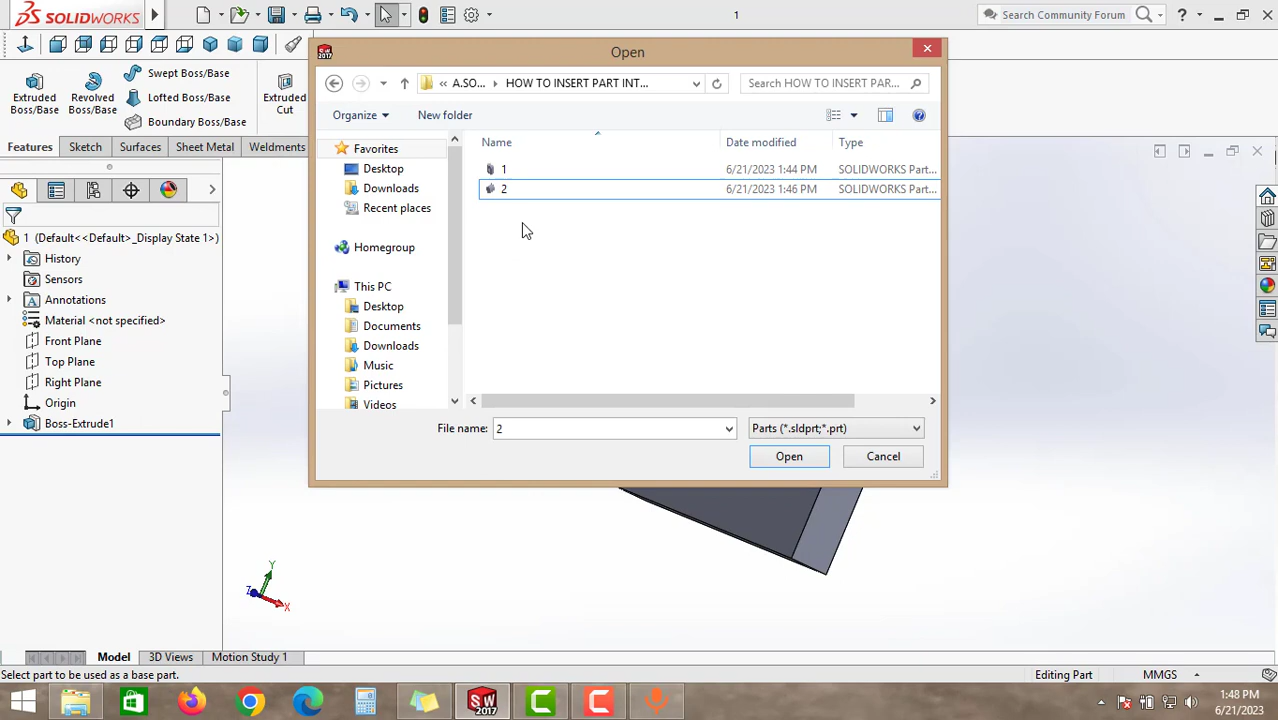 SOLIDWORKS
1
Search Community Forum
?
Extruded Boss/Base
Revolved Boss/Base
Swept Boss/Base
Lofted Boss/Base
Boundary Boss/Base
Extruded Cut
Features
Sketch
Surfaces
Sheet Metal
Weldments
1 (Default<<Default>_Display State 1>)
History
Sensors
Annotations
Material <not specified>
Front Plane
Top Plane
Right Plane
Origin
Boss-Extrude1
SW 2017
Open
« A.SO... HOW TO INSERT PART INT...
Search HOW TO INSERT PAR...
Organize
New folder
Name
Date modified
Type
Favorites
Desktop
Downloads
Recent places
Homegroup
This PC
Desktop
Documents
Downloads
Music
Pictures
Videos
1 6/21/2023 1:44 PM SOLIDWORKS Part...
2 6/21/2023 1:46 PM SOLIDWORKS Part...
File name: 2
Parts (*.sldprt;*.prt)
Open
Cancel
Y
Z
X
Model
3D Views
Motion Study 1
Select part to be used as a base part.
Editing Part
MMGS
SW 2017
1:48 PM
6/21/2023